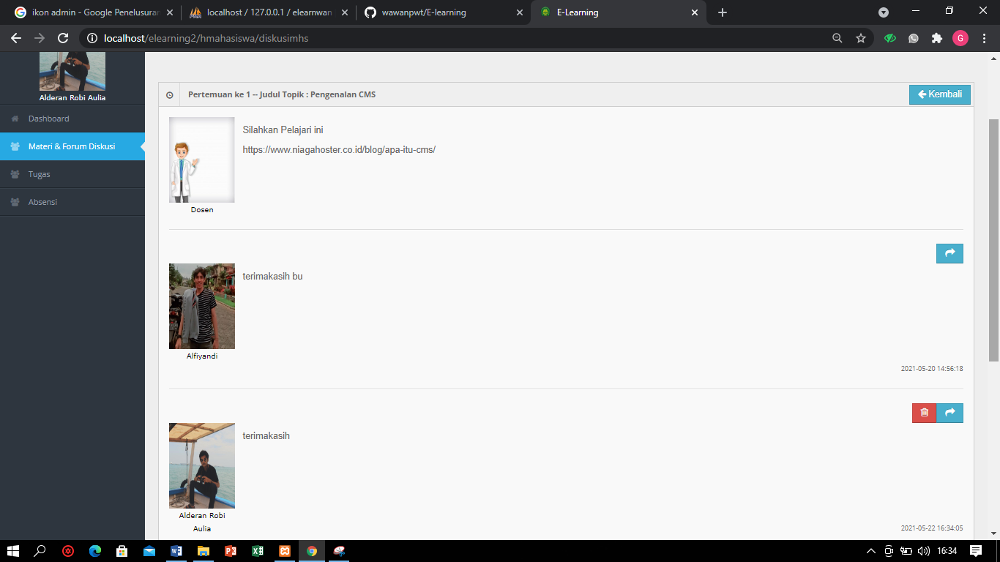 ikon admin - Google Penelusuran
localhost / 127.0.0.1 / elearnwan
wawanpwt/E-learning
E-Learning
localhost/elearning2/hmahasiswa/diskusimhs
G
Alderan Robi Aulia
Dashboard
Materi & Forum Diskusi
Tugas
Absensi
Pertemuan ke 1 -- Judul Topik : Pengenalan CMS
Kembali
Silahkan Pelajari ini
https://www.niagahoster.co.id/blog/apa-itu-cms/
Dosen
terimakasih bu
Alfiyandi
2021-05-20 14:56:18
terimakasih
Alderan Robi
Aulia
2021-05-22 16:34:05
16:34